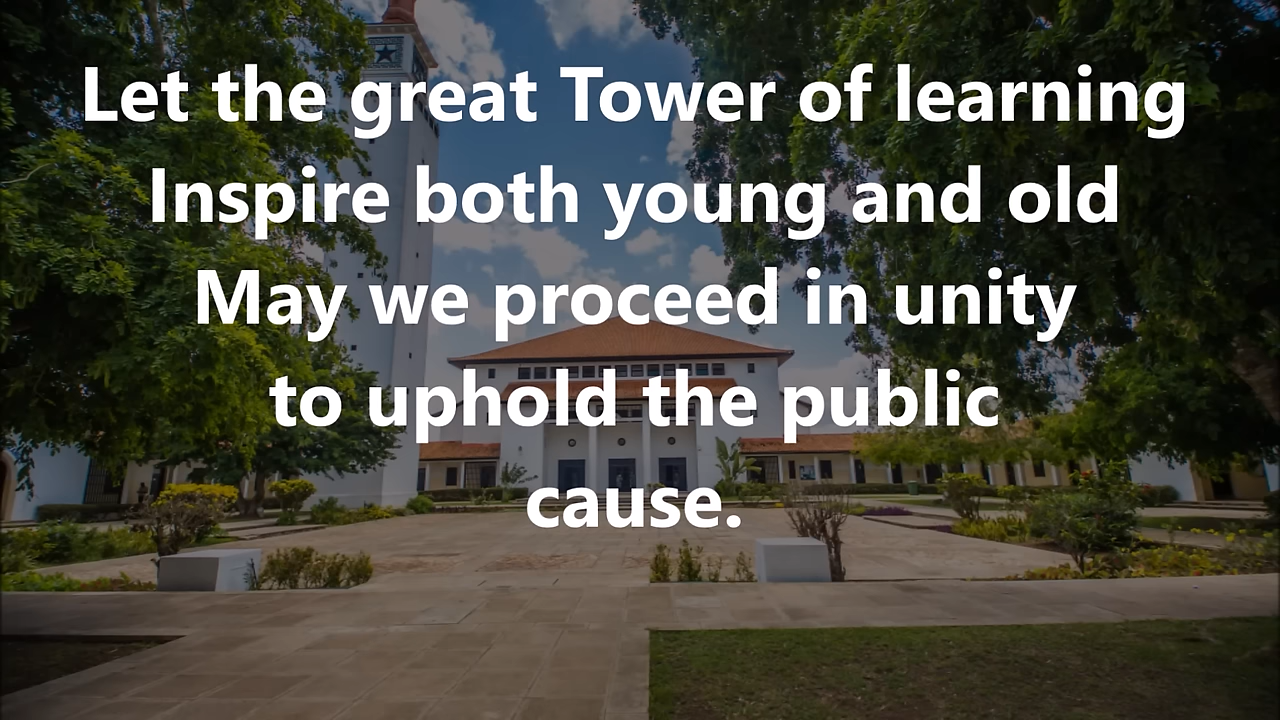 Let the great Tower of learning
Inspire both young and old
May we proceed in unity
to uphold the public
cause.